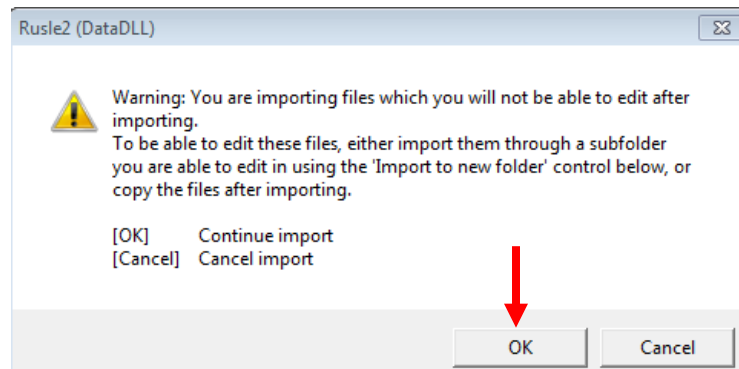 Rusle2 (DataDLL)
Warning: You are importing files which you will not be able to edit after
importing.
To be able to edit these files, either import them through a subfolder
you are able to edit in using the 'Import to new folder' control below, or
copy the files after importing.
[OK] Continue import
[Cancel] Cancel import
OK Cancel